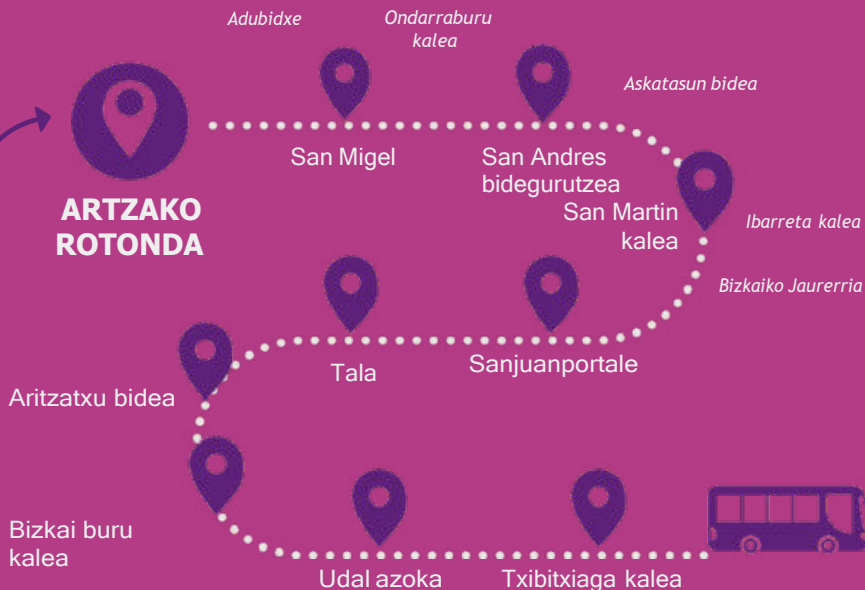 Adubidxe
Ondarraburu
kalea
Askatasun bidea
San Migel
San Andres
bidegurutzea
ARTZAKO
ROTONDA
San Martin
kalea
Ibarreta kalea
Bizkaiko Jaurerria
Sanjuanportale
Tala
Aritzatxu bidea
Bizkai buru
kalea
Udal azoka
Txibitxiaga kalea